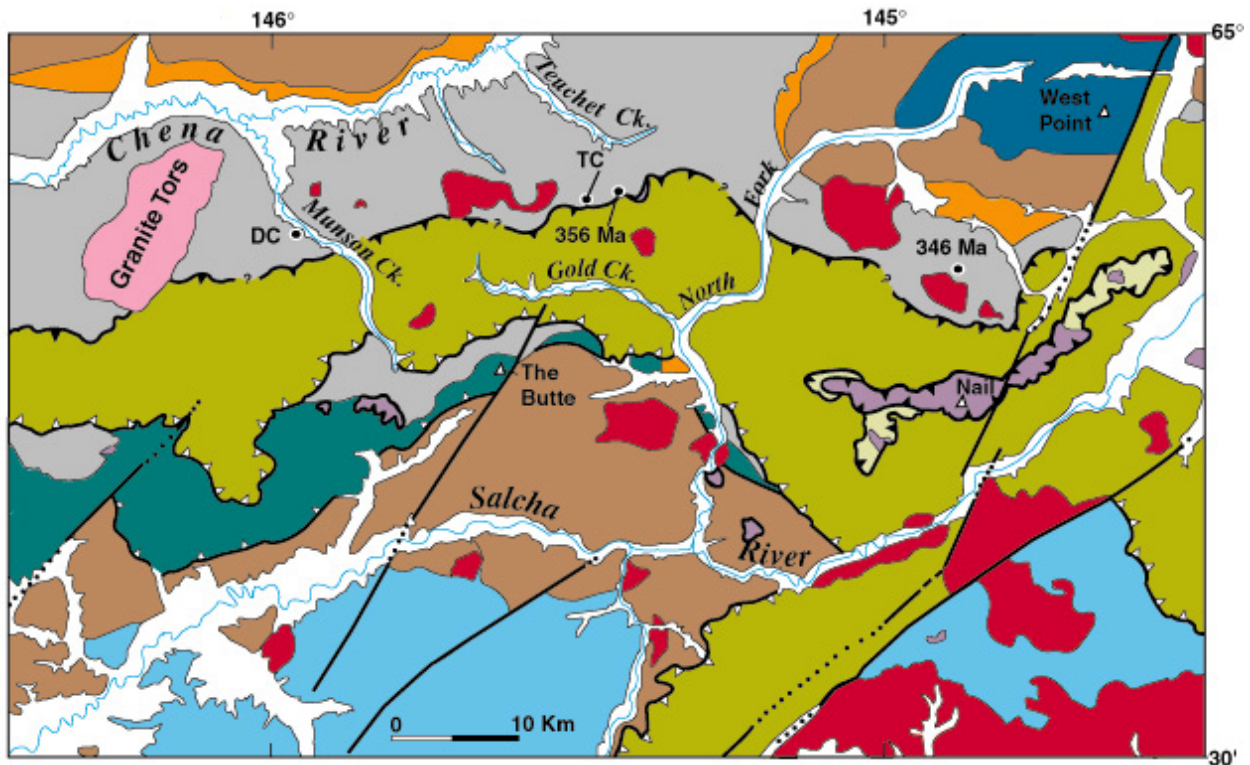 146°
145°
65°
Teuchet Ck.
West
Point
Chena
River
TC
Fork
Granite Tors
Munson Ck.
DC
356 Ma
346 Ma
?
?
?
?
?
Gold Ck.
North
The
Butte
Nail
Salcha
River
0
10 Km
30'